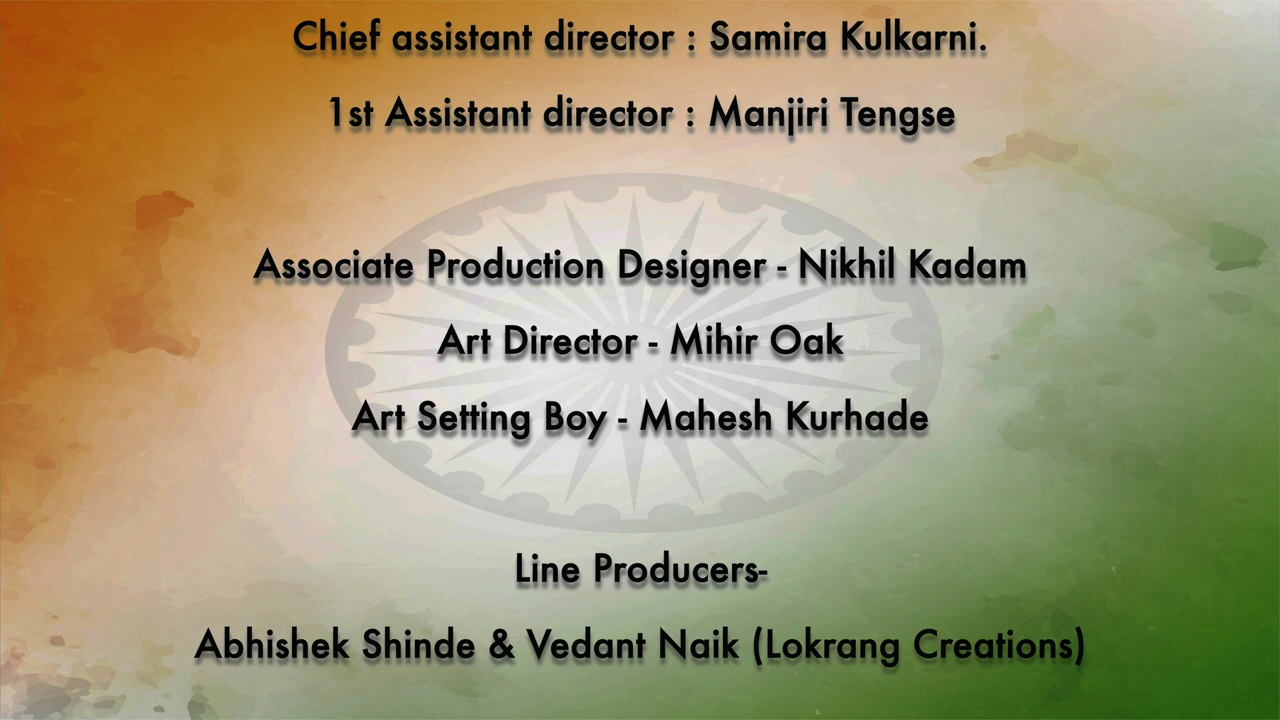 Chief assistant director : Samira Kulkarni.
1st Assistant director : Manjiri Tengse
Associate Production Designer - Nikhil Kadam
Art Director - Mihir Oak
Art Setting Boy - Mahesh Kurhade
Line Producers-
Abhishek Shinde & Vedant Naik (Lokrang Creations)